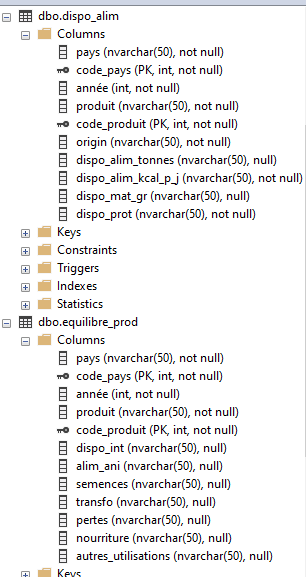 dbo.dispo_alim
Columns
pays (nvarchar(50), not null)
code_pays (PK, int, not null)
année (int, not null)
produit (nvarchar(50), not null)
code_produit (PK, int, not null)
origin (nvarchar(50), not null)
dispo_alim_tonnes (nvarchar(50), null)
dispo_alim_kcal_p_j (nvarchar(50), null)
dispo_mat_gr (nvarchar(50), null)
dispo_prot (nvarchar(50), null)
Keys
Constraints
Triggers
Indexes
Statistics
dbo.equilibre_prod
Columns
pays (nvarchar(50), not null)
code_pays (PK, int, not null)
année (int, not null)
produit (nvarchar(50), not null)
code_produit (PK, int, not null)
dispo_int (nvarchar(50), null)
alim_ani (nvarchar(50), null)
semences (nvarchar(50), null)
transfo (nvarchar(50), null)
pertes (nvarchar(50), null)
nourriture (nvarchar(50), null)
autres_utilisations (nvarchar(50), null)
Keys